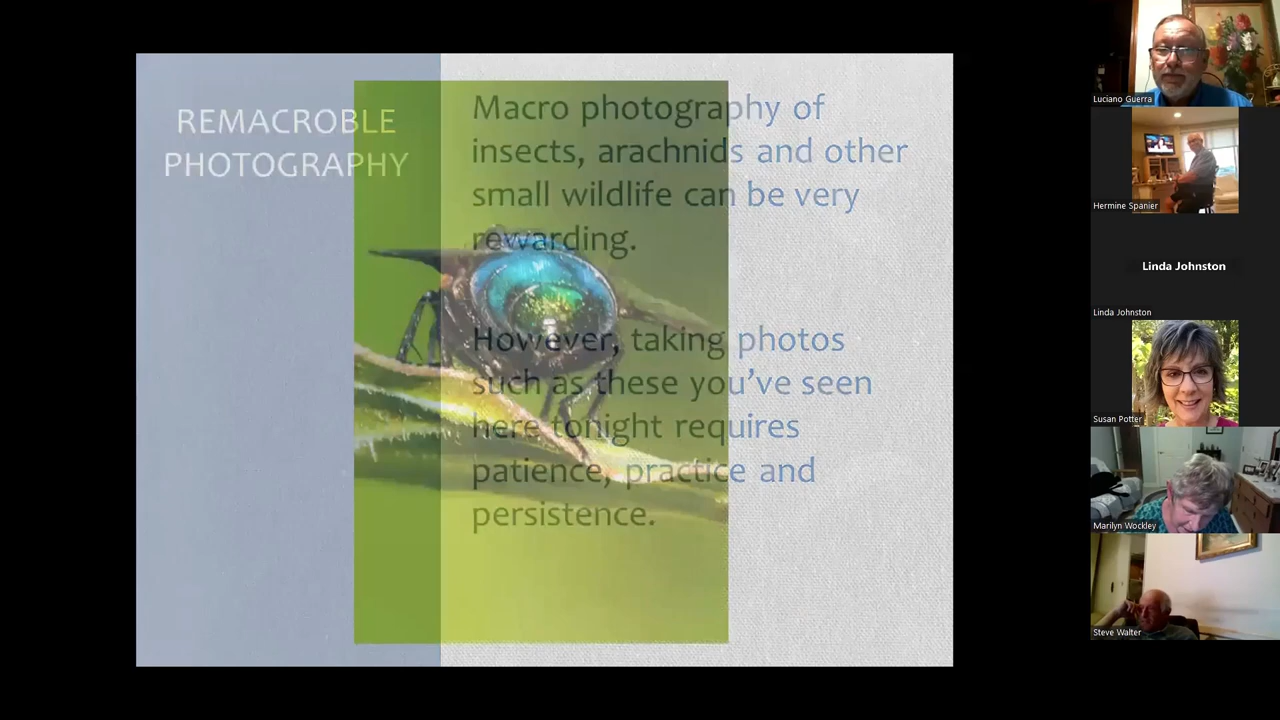 REMACROBLE
PHOTOGRAPHY
Macro photography of
insects, arachnids and other
small wildlife can be very
rewarding.
However, taking photos
such as these you’ve seen
here tonight requires
patience, practice and
persistence.
Luciano Guerra
Hermine Spanier
Linda Johnston
Linda Johnston
Susan Potter
Marilyn Wockley
Steve Walter